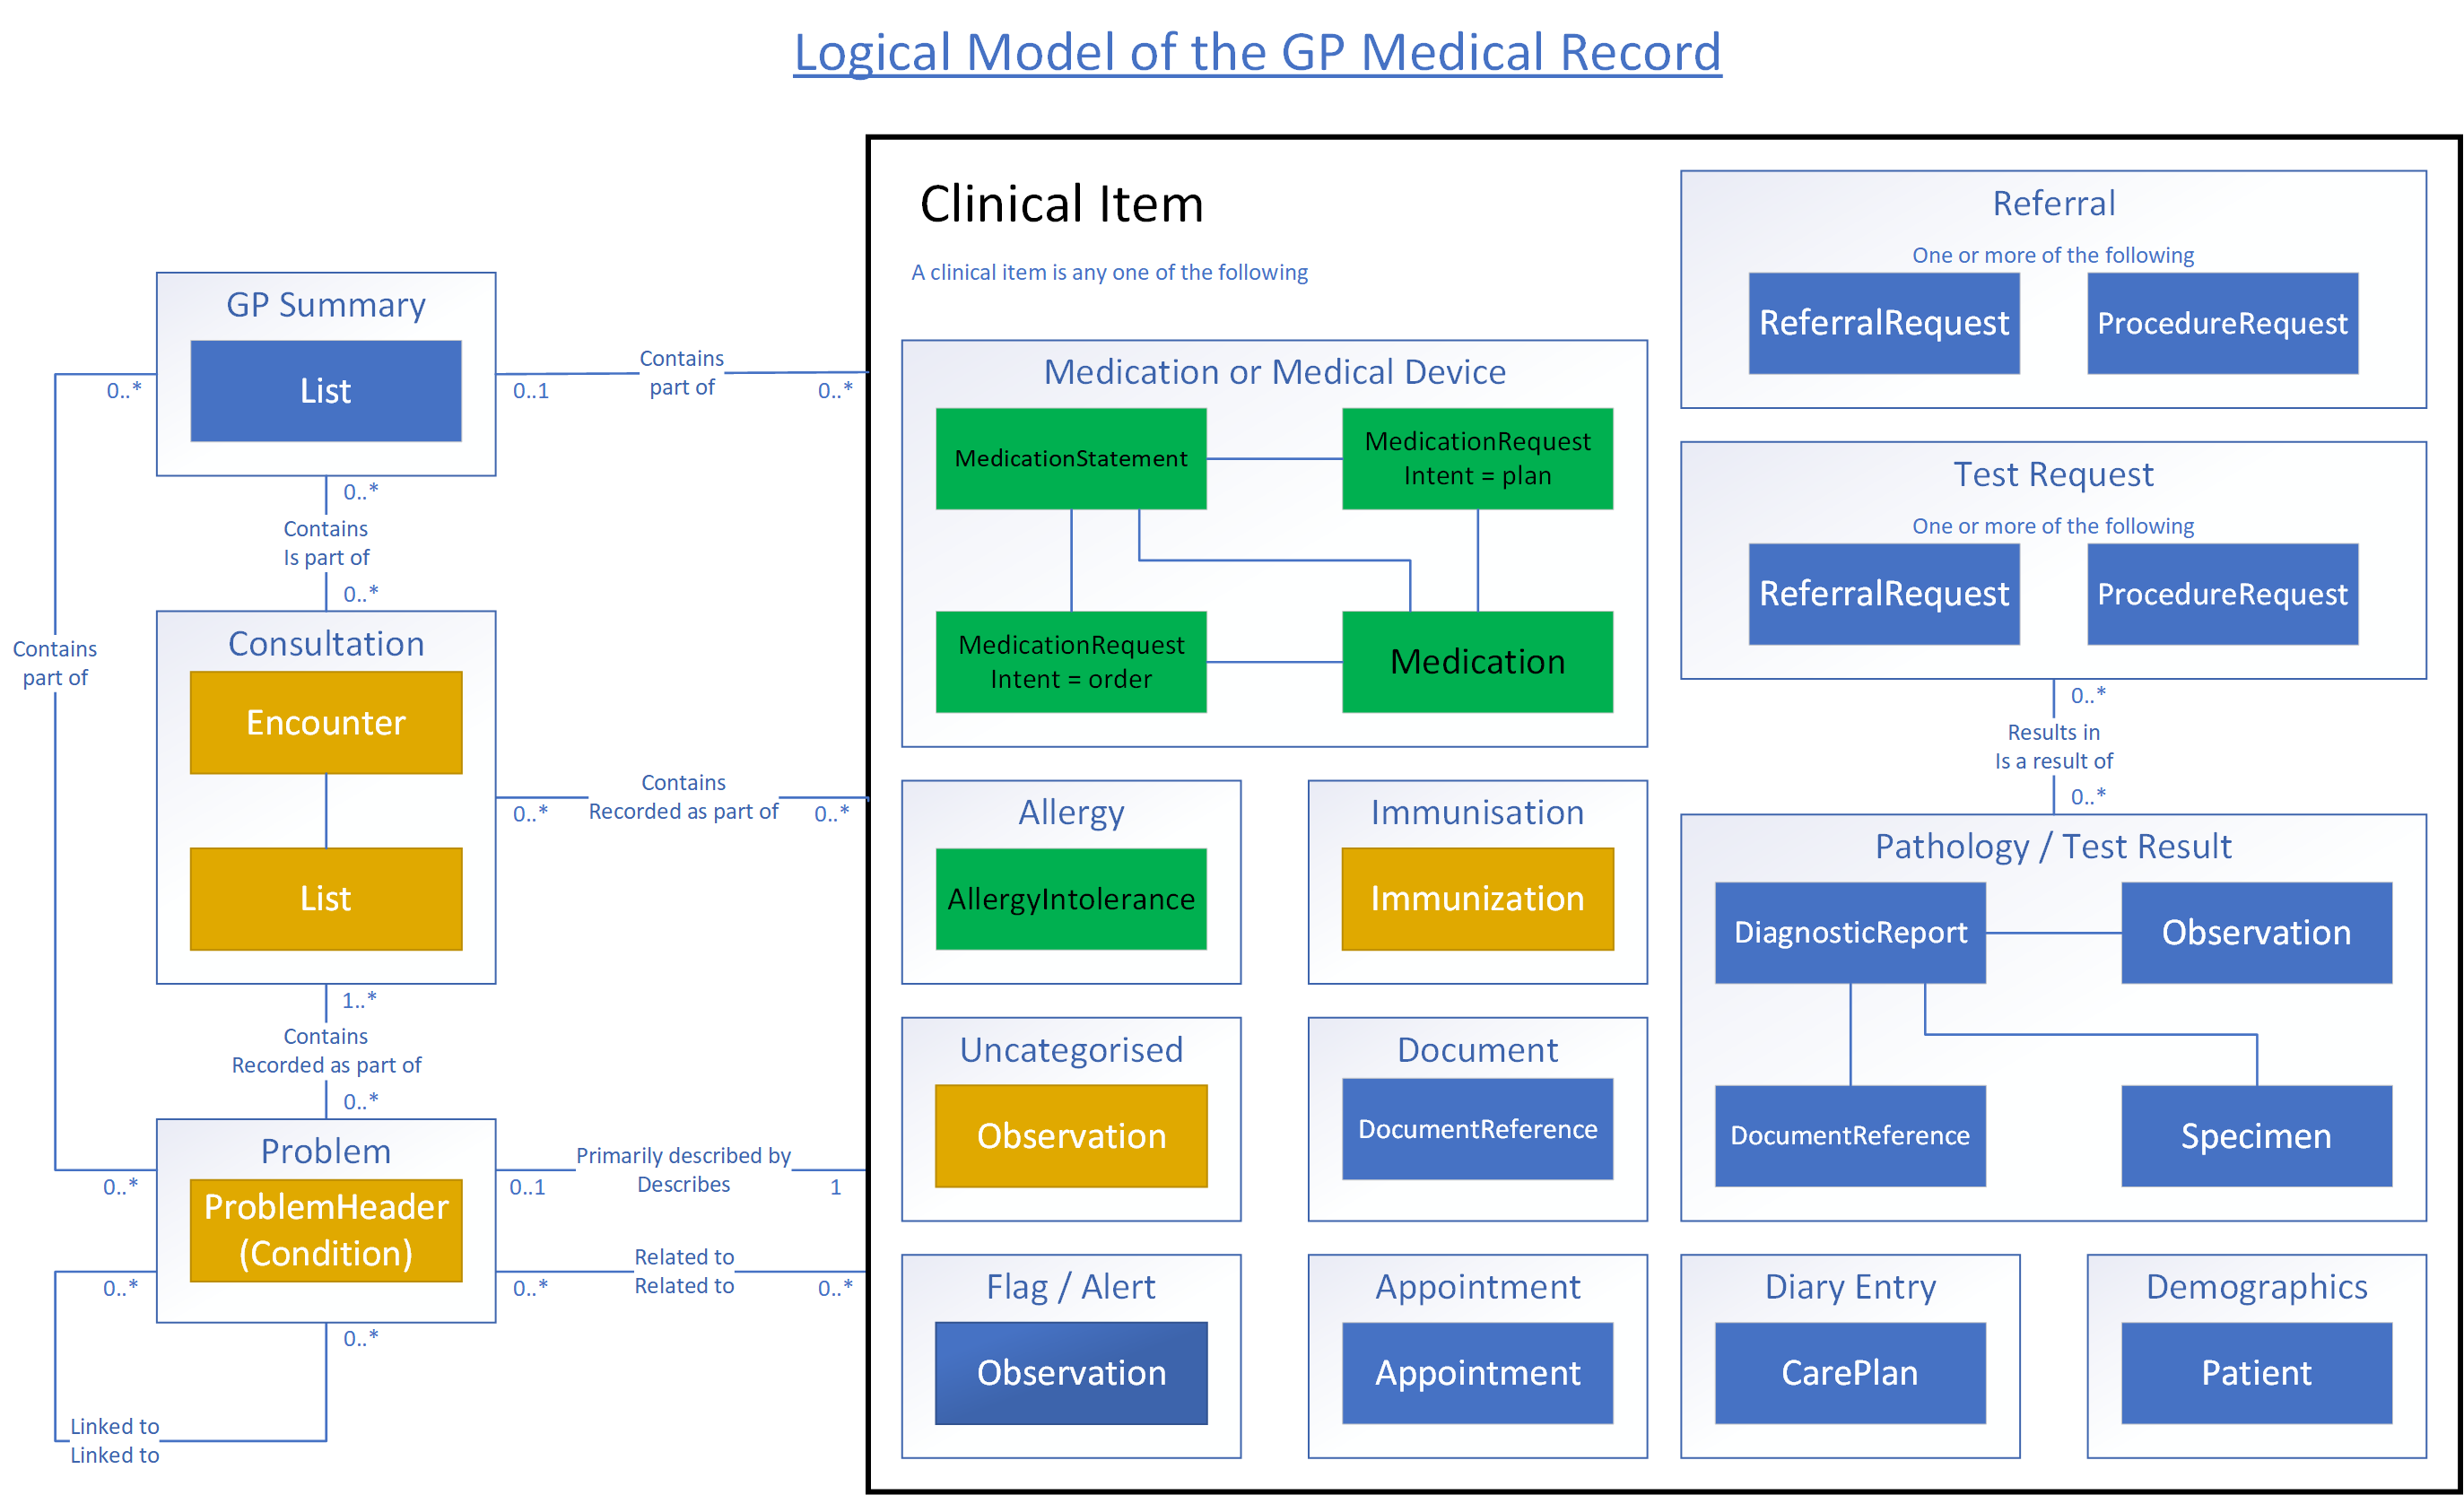 Logical Model of the GP Medical Record
GP Summary
List
0..*
0..1
Contains
part of
0..*
0..*
Contains
Is part of
0..*
Contains
part of
Consultation
Encounter
List
0..*
Contains
Recorded as part of
0..*
1..*
Contains
Recorded as part of
0..*
Problem
ProblemHeader
(Condition)
0..*
0..1
Primarily described by
Describes
1
0..*
0..*
Related to
Related to
0..*
0..*
Linked to
Linked to
Clinical Item
A clinical item is any one of the following
Medication or Medical Device
MedicationStatement
MedicationRequest
Intent = plan
MedicationRequest
Intent = order
Medication
Allergy
AllergyIntolerance
Immunisation
Immunization
Uncategorised
Observation
Document
DocumentReference
Flag / Alert
Observation
Appointment
Appointment
Referral
One or more of the following
ReferralRequest
ProcedureRequest
Test Request
One or more of the following
ReferralRequest
ProcedureRequest
0..*
Results in
Is a result of
0..*
Pathology / Test Result
DiagnosticReport
Observation
DocumentReference
Specimen
Diary Entry
CarePlan
Demographics
Patient